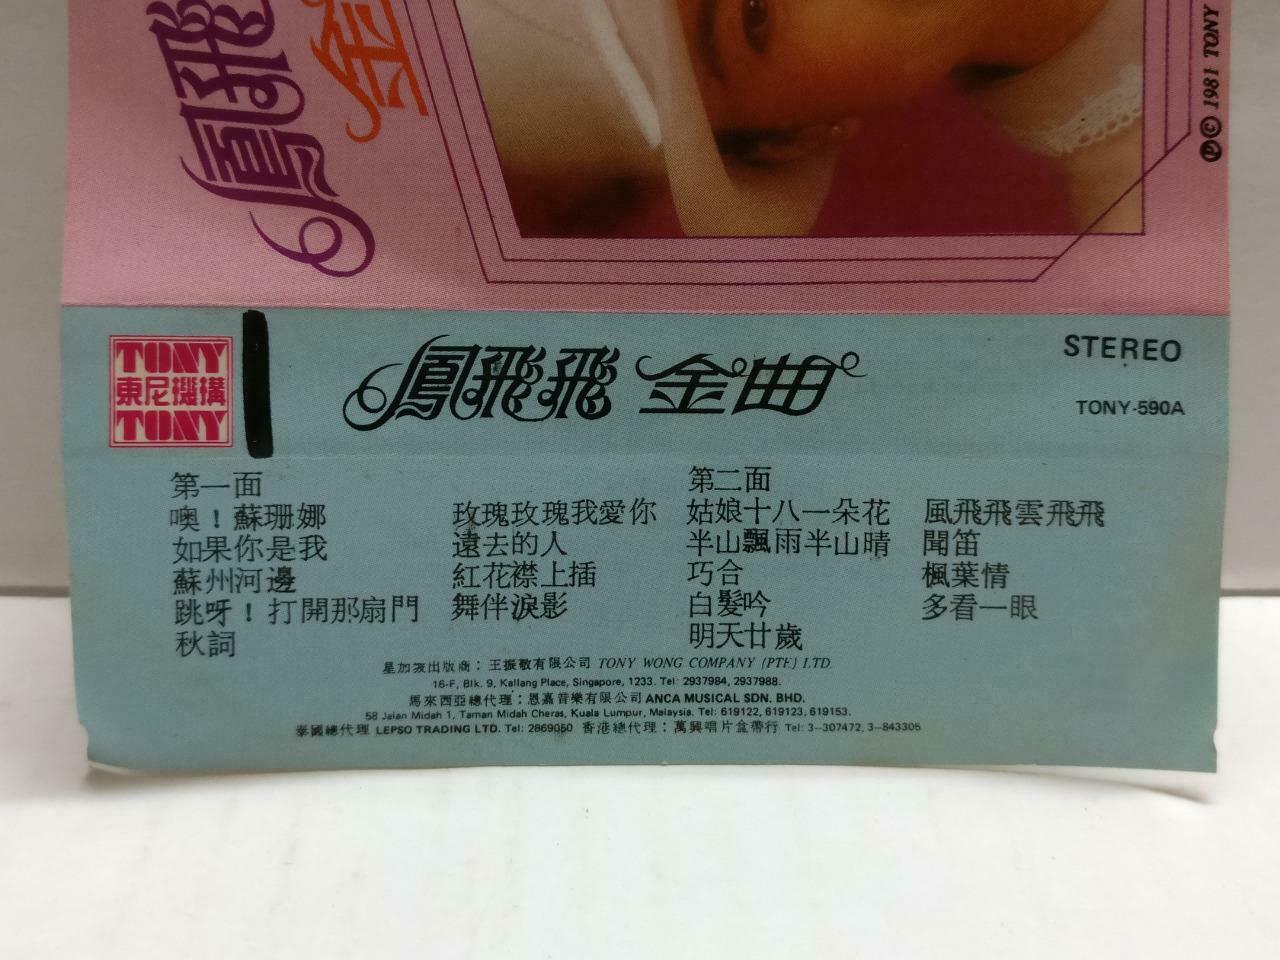 鳳飛
金
℗© 1981 TONY
TONY
東尼機構
TONY
鳳飛飛 金曲
STEREO
TONY-590A
第一面
噢！蘇珊娜
如果你是我
蘇州河邊
跳呀！打開那扇門
秋詞
玫瑰玫瑰我愛你
遠去的人
紅花襟上插
舞伴淚影
第二面
姑娘十八一朵花
半山飄雨半山晴
巧合
白髮吟
明天廿歲
風飛飛雲飛飛
聞笛
楓葉情
多看一眼
星加坡出版商：王振敬有限公司 TONY WONG COMPANY (PTE) LTD.
16-F, Blk. 9, Kallang Place, Singapore, 1233. Tel: 2937984, 2937988.
馬來西亞總代理：恩嘉音樂有限公司 ANCA MUSICAL SDN. BHD.
58 Jalan Midah 1, Taman Midah Cheras, Kuala Lumpur, Malaysia. Tel: 619122, 619123, 619153.
泰國總代理 LEPSO TRADING LTD. Tel: 2869050 香港總代理：萬興唱片盒帶行 Tel: 3-307472, 3-843306